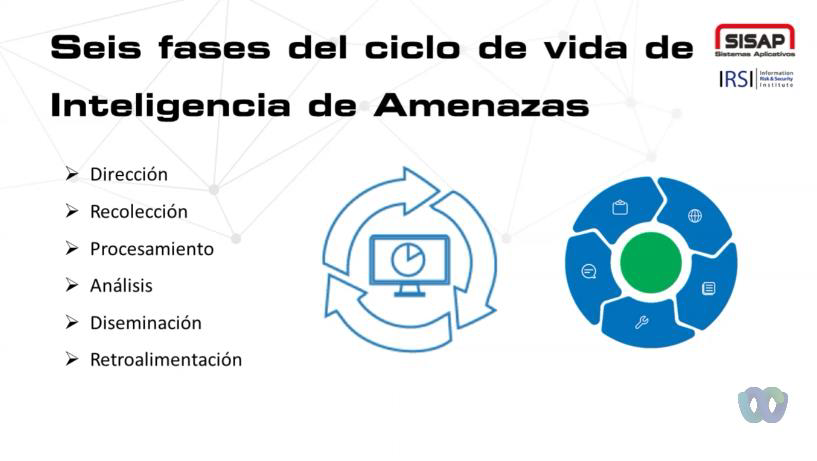 Seis fases del ciclo de vida de
Inteligencia de Amenazas
SISAP
Sistemas Aplicativos
IRSI
Information
Risk & Security
Institute
Dirección
Recolección
Procesamiento
Análisis
Diseminación
Retroalimentación